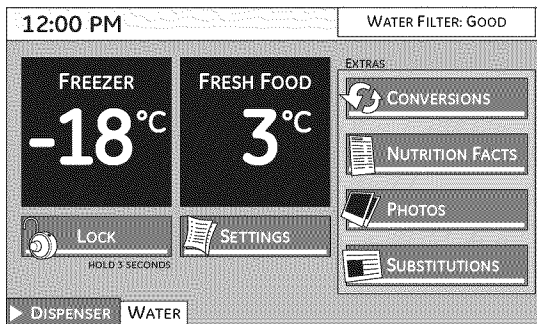 12:00 PM
WATER FILTER: GOOD
FREEZER
-18°C
FRESH FOOD
3°C
EXTRAS
CONVERSIONS
NUTRITION FACTS
PHOTOS
SUBSTITUTIONS
LOCK
HOLD 3 SECONDS
SETTINGS
DISPENSER
WATER